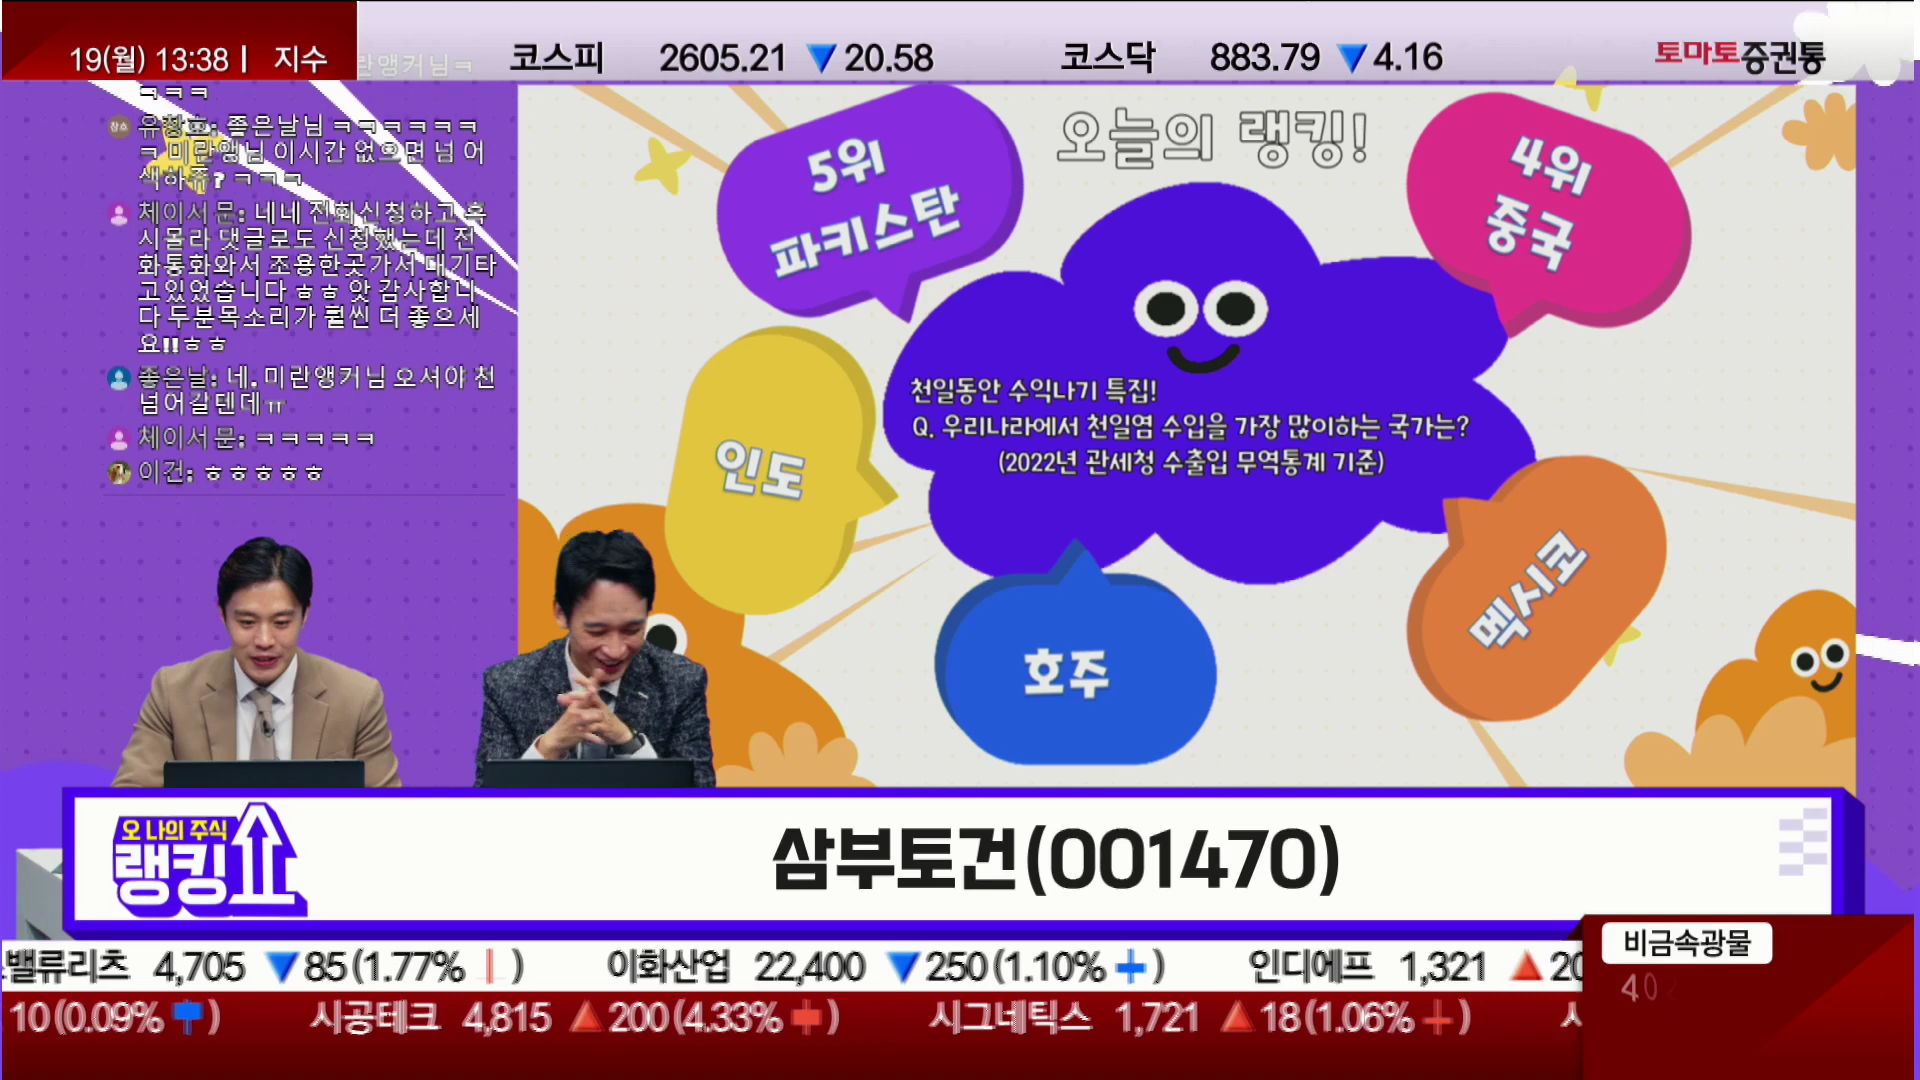 19(월) 13:38 | 지수
코스피 2605.21 ▼20.58 코스닥 883.79 ▼4.16
토마토증권통
란앵커님ㅋ
ㅋㅋㅋ
유창호: 좋은날님 ㅋㅋㅋㅋㅋㅋ
ㅋ 미란앵님 이시간 없으면 넘 어
색하쥬? ㅋㅋㅋ
체이서 문: 네네 전화신청하고 혹
시몰라 댓글로도 신청했는데 전
화통화와서 조용한곳가서 대기타
고있었습니다 ㅎㅎ 앗 감사합니
다 두분목소리가 훨씬 더 좋으세
요!!ㅎㅎ
좋은날: 네. 미란앵커님 오셔야 천
넘어갈텐데ㅠ
체이서 문: ㅋㅋㅋㅋㅋ
이건: ㅎㅎㅎㅎㅎ
오늘의 랭킹!
5위
파키스탄
4위
중국
천일동안 수익나기 특집!
Q. 우리나라에서 천일염 수입을 가장 많이하는 국가는?
(2022년 관세청 수출입 무역통계 기준)
인도
호주
멕시코
오 나의 주식
랭킹쇼
삼부토건(001470)
밸류리츠 4,705 ▼85(1.77% ) 이화산업 22,400 ▼250(1.10% ) 인디에프 1,321 ▲20
10(0.09% ) 시공테크 4,815 ▲200(4.33% ) 시그네틱스 1,721 ▲18(1.06% )
비금속광물
40